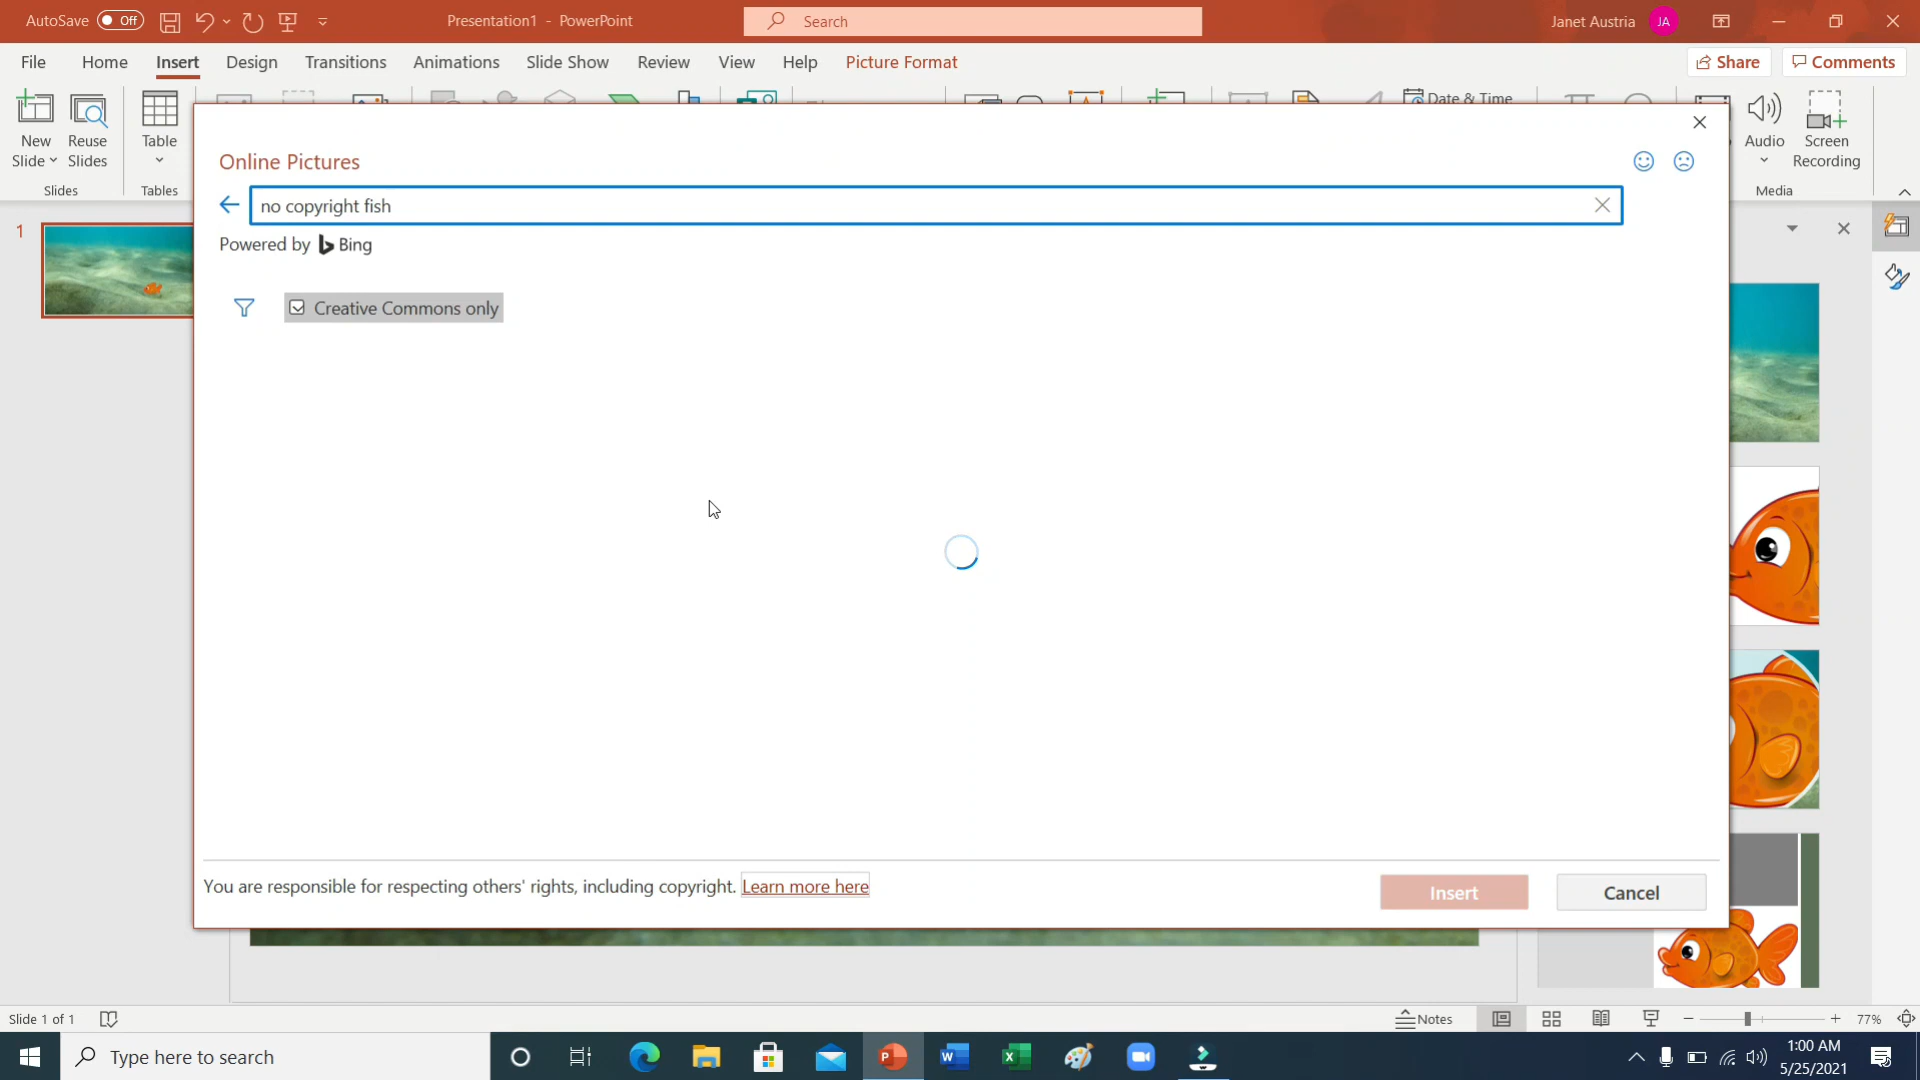 AutoSave Off
Presentation1 - PowerPoint
Search
Janet Austria JA
File Home Insert Design Transitions Animations Slide Show Review View Help Picture Format
Share Comments
New Slide
Reuse Slides
Slides
Table
Tables
Date & Time
Audio
Screen Recording
Media
Online Pictures
no copyright fish
Powered by Bing
Creative Commons only
1
You are responsible for respecting others' rights, including copyright. Learn more here
Insert
Cancel
Slide 1 of 1
Notes
77%
Type here to search
1:00 AM
5/25/2021